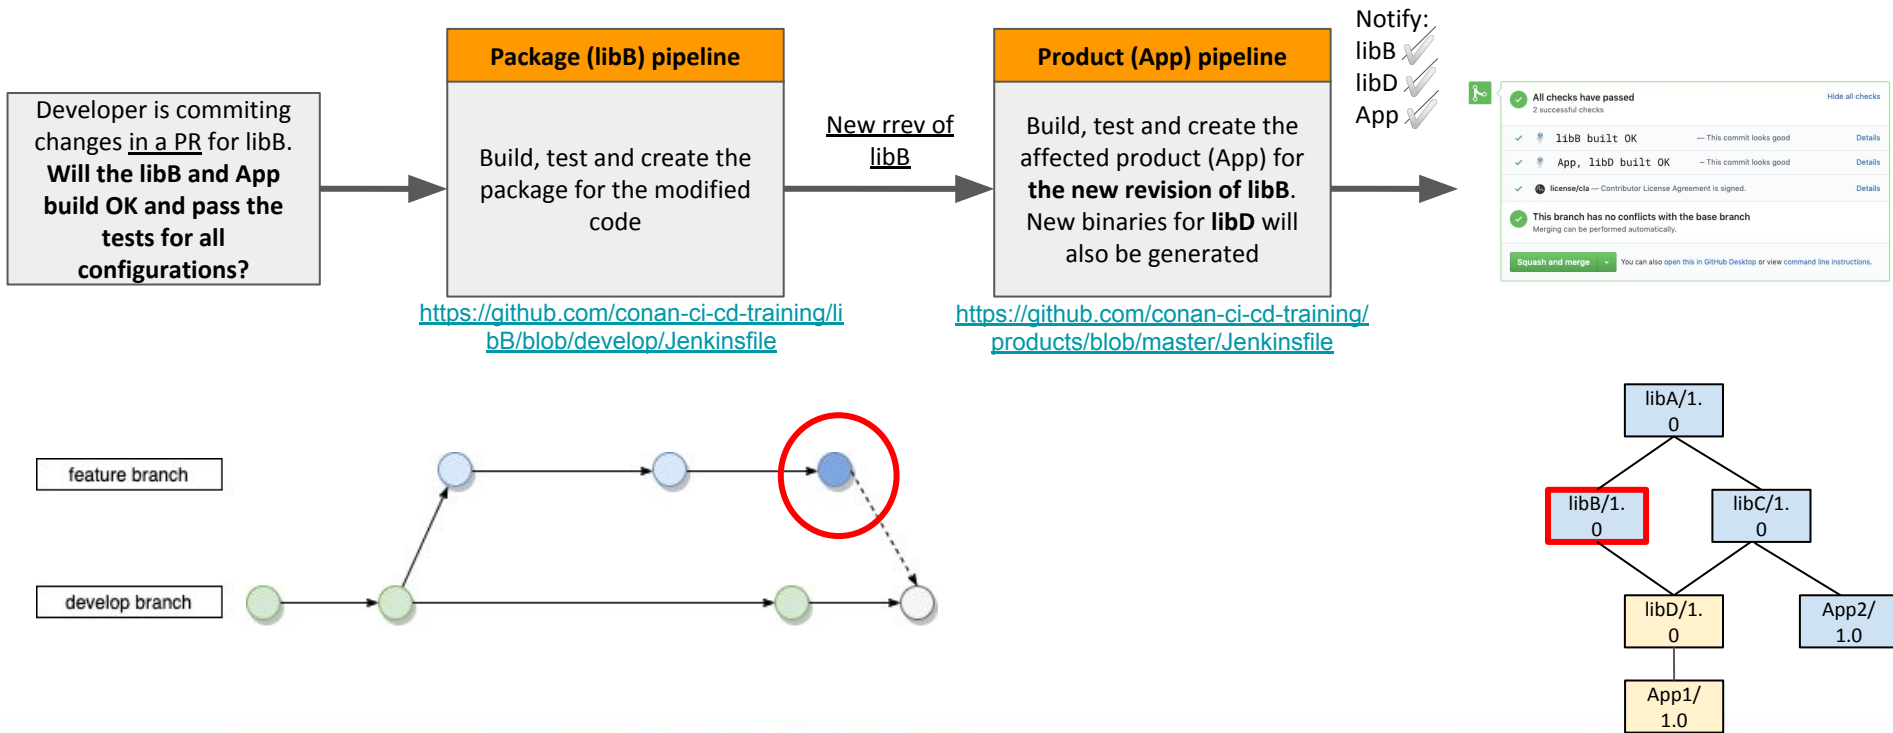 Developer is commiting
changes in a PR for libB.
Will the libB and App
build OK and pass the
tests for all
configurations?
Package (libB) pipeline
Build, test and create the
package for the modified
code
https://github.com/conan-ci-cd-training/li
bB/blob/develop/Jenkinsfile
New rrev of
libB
Product (App) pipeline
Build, test and create the
affected product (App) for
the new revision of libB.
New binaries for libD will
also be generated
https://github.com/conan-ci-cd-training/
products/blob/master/Jenkinsfile
Notify:
libB
libD
App
All checks have passed
Hide all checks
2 successful checks
libB built OK — This commit looks good Details
App, libD built OK – This commit looks good Details
license/cla — Contributor License Agreement is signed. Details
This branch has no conflicts with the base branch
Merging can be performed automatically.
Squash and merge You can also open this in GitHub Desktop or view command line instructions.
feature branch
develop branch
libA/1.
0
libB/1.
0
libC/1.
0
libD/1.
0
App2/
1.0
App1/
1.0